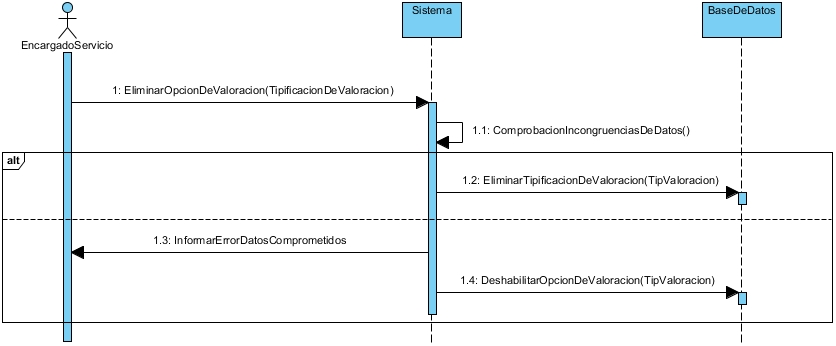 Sistema
BaseDeDatos
EncargadoServicio
1: EliminarOpcionDeValoracion(TipificacionDeValoracion)
1.1: ComprobacionIncongruenciasDeDatos()
alt
1.2: EliminarTipificacionDeValoracion(TipValoracion)
1.3: InformarErrorDatosComprometidos
1.4: DeshabilitarOpcionDeValoracion(TipValoracion)